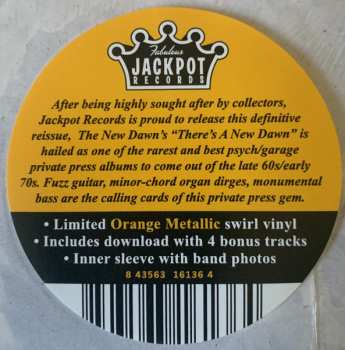 Fabulous
JACKPOT
RECORDS
After being highly sought after by collectors,
Jackpot Records is proud to release this definitive
reissue, The New Dawn's "There's A New Dawn" is
hailed as one of the rarest and best psych/garage
private press albums to come out of the late 60s/early
70s. Fuzz guitar, minor-chord organ dirges, monumental
bass are the calling cards of this private press gem.
• Limited Orange Metallic swirl vinyl
• Includes download with 4 bonus tracks
• Inner sleeve with band photos
8 43563 16136 4